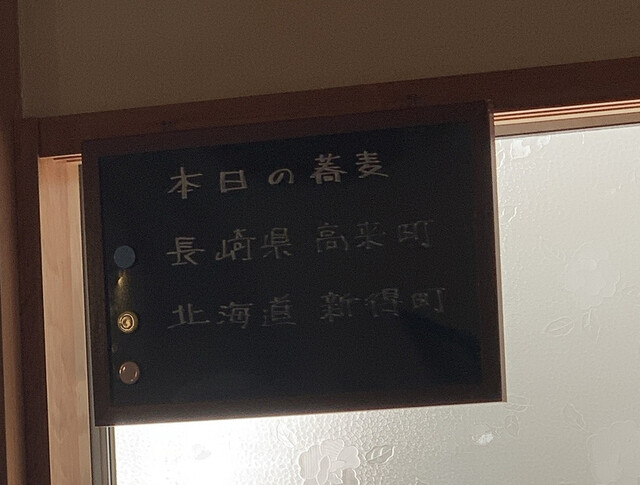 本日の蕎麦
長崎県 高来町
北海道 新得町